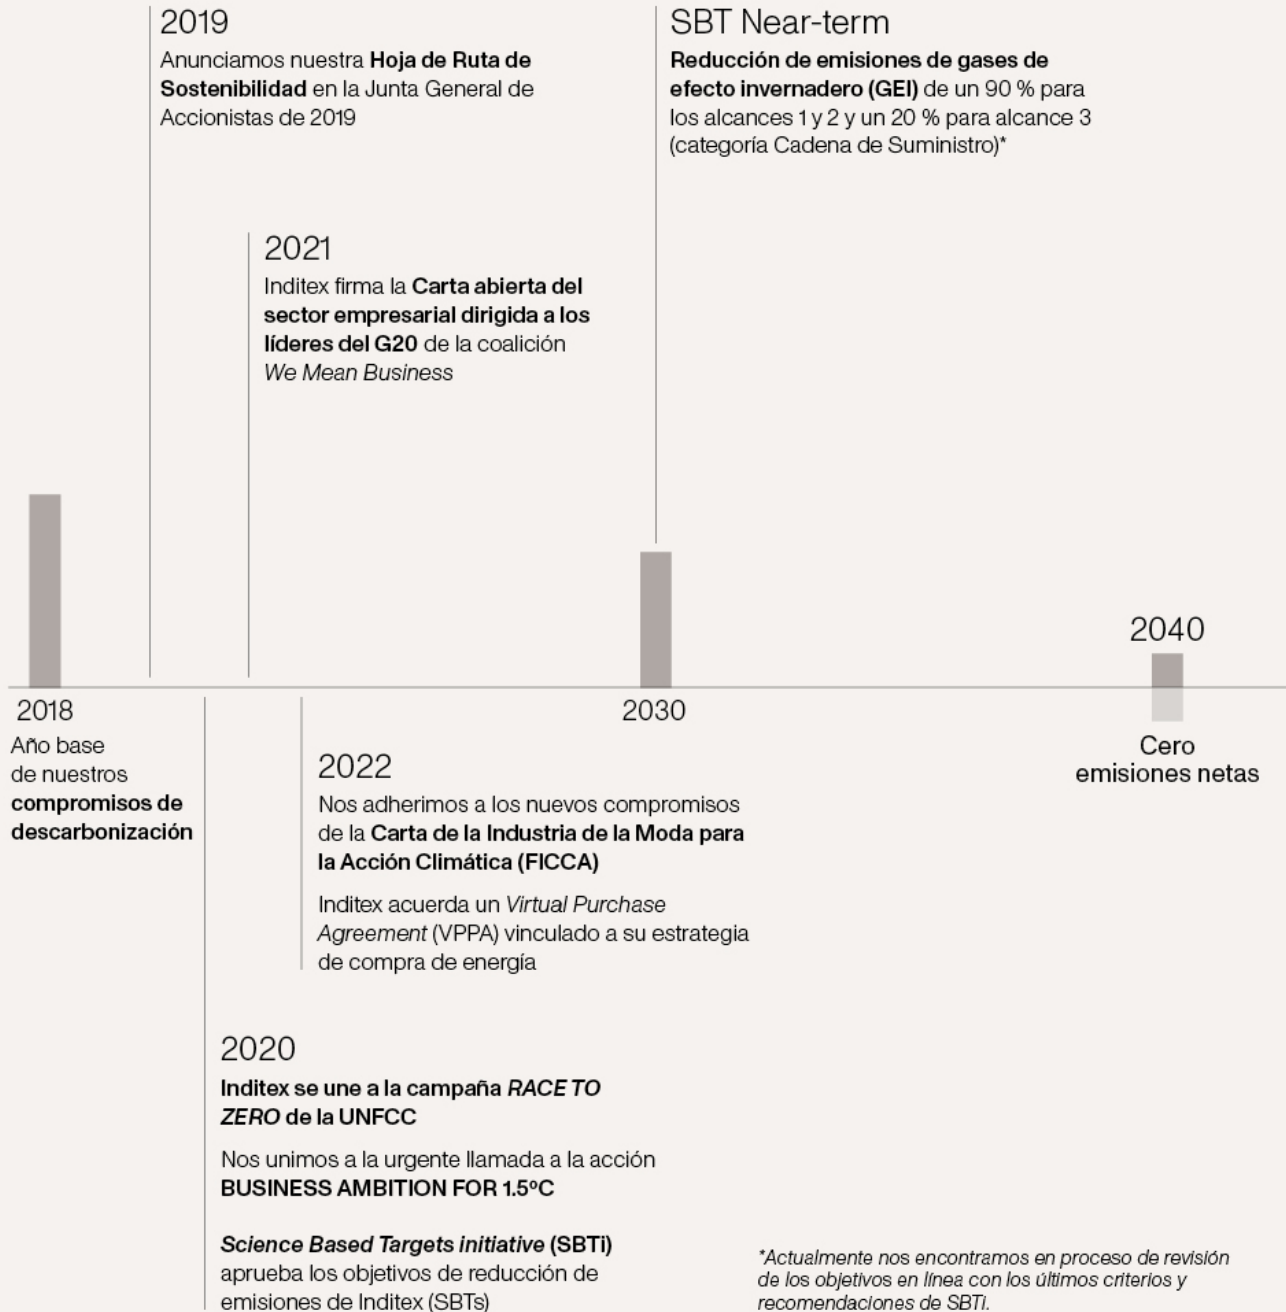 2019
Anunciamos nuestra Hoja de Ruta de
Sostenibilidad en la Junta General de
Accionistas de 2019
SBT Near-term
Reducción de emisiones de gases de
efecto invernadero (GEI) de un 90 % para
los alcances 1 y 2 y un 20 % para alcance 3
(categoría Cadena de Suministro)*
2021
Inditex firma la Carta abierta del
sector empresarial dirigida a los
líderes del G20 de la coalición
We Mean Business
2040
2018
Año base
de nuestros
compromisos de
descarbonización
2030
Cero
emisiones netas
2022
Nos adherimos a los nuevos compromisos
de la Carta de la Industria de la Moda para
la Acción Climática (FICCA)
Inditex acuerda un Virtual Purchase
Agreement (VPPA) vinculado a su estrategia
de compra de energía
2020
Inditex se une a la campaña RACE TO
ZERO de la UNFCC
Nos unimos a la urgente llamada a la acción
BUSINESS AMBITION FOR 1.5ºC
Science Based Targets initiative (SBTi)
aprueba los objetivos de reducción de
emisiones de Inditex (SBTs)
*Actualmente nos encontramos en proceso de revisión
de los objetivos en línea con los últimos criterios y
recomendaciones de SBTi.